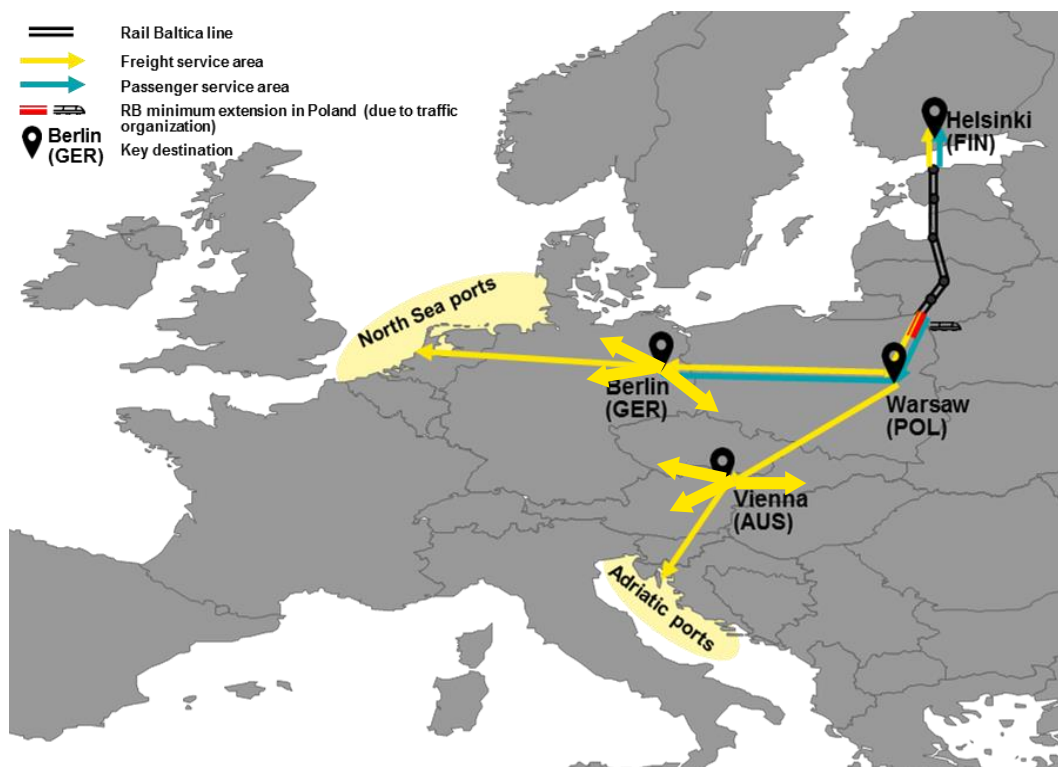 Rail Baltica line
Freight service area
Passenger service area
RB minimum extension in Poland (due to traffic
organization)
Berlin
(GER)
Key destination
Helsinki
(FIN)
North Sea ports
Berlin
(GER)
Warsaw
(POL)
Vienna
(AUS)
Adriatic ports